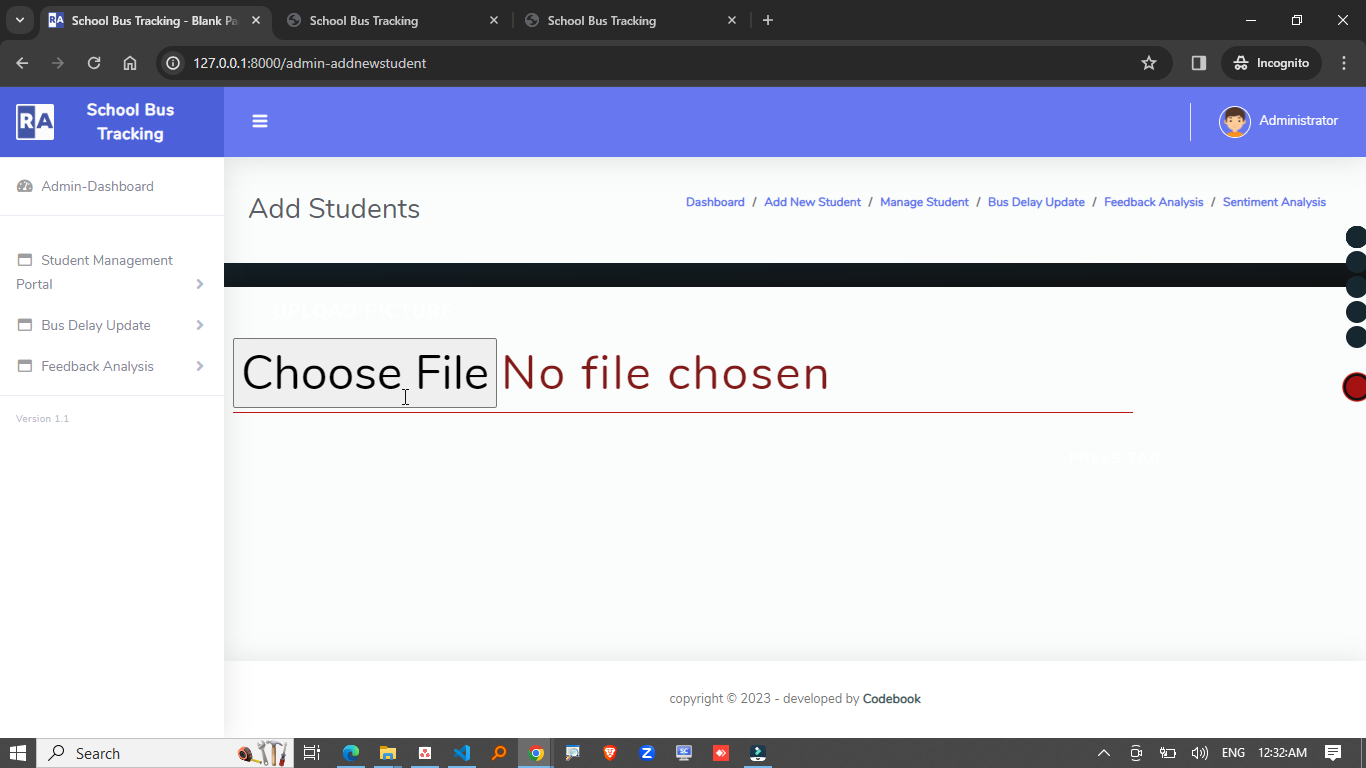 School Bus Tracking - Blank Pa
School Bus Tracking
School Bus Tracking
127.0.0.1:8000/admin-addnewstudent
Incognito
RA
School Bus
Tracking
Administrator
Admin-Dashboard
Add Students
Dashboard / Add New Student / Manage Student / Bus Delay Update / Feedback Analysis / Sentiment Analysis
Student Management
Portal
Bus Delay Update
Feedback Analysis
Version 1.1
UPLOAD PICTURE
Choose File No file chosen
copyright © 2023 - developed by Codebook
Search
ENG
12:32:AM